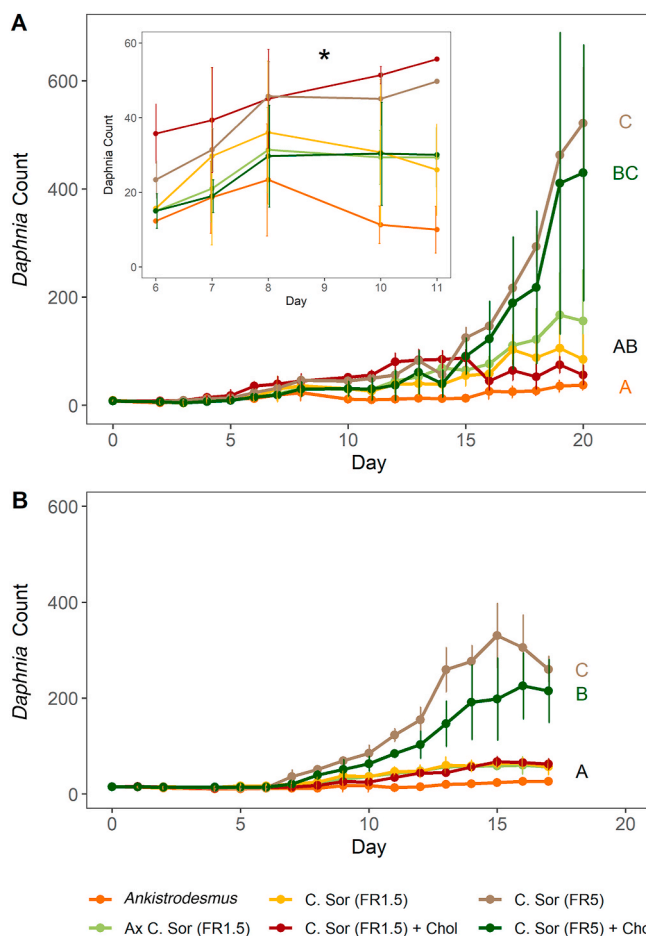 A
600
400
200
0
Daphnia Count
60
40
20
0
Daphnia Count
*
6 7 8 9 10 11
Day
C
BC
AB
A
0 5 10 15 20
Day
B
600
400
200
0
Daphnia Count
C
B
A
0 5 10 15 20
Day
Ankistrodesmus C. Sor (FR1.5) C. Sor (FR5)
Ax C. Sor (FR1.5) C. Sor (FR1.5) + Chol C. Sor (FR5) + Cho